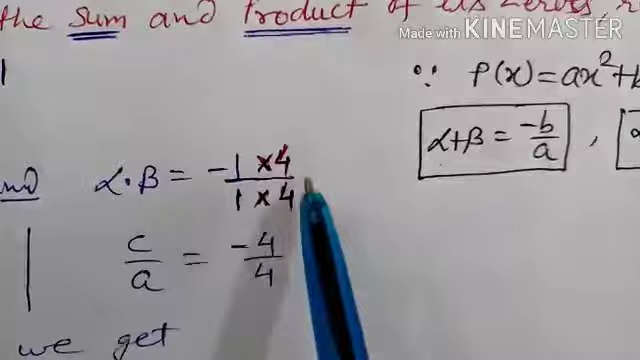 the sum and product of its zeroes,
Made with KINEMASTER
∵ P(x) = ax²+b
α+β = -b/a ,
and α·β = -1 × 4 / 1 × 4
c/a = -4/4
we get